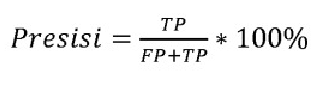 Presisi = TP / FP+TP * 100%